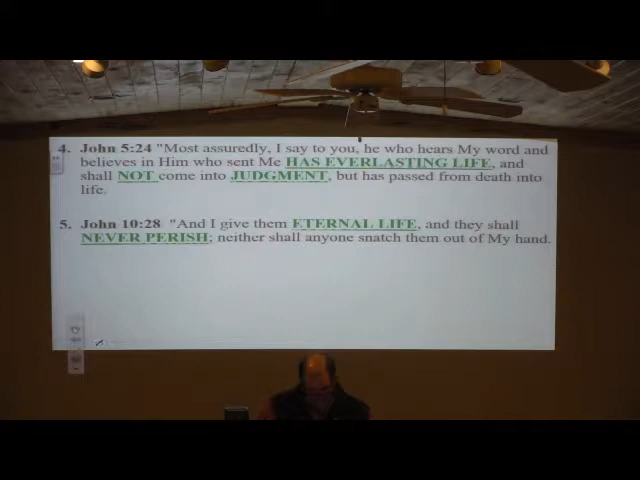 4. John 5:24 "Most assuredly, I say to you, he who hears My word and
believes in Him who sent Me HAS EVERLASTING LIFE, and
shall NOT come into JUDGMENT, but has passed from death into
life.
5. John 10:28 "And I give them ETERNAL LIFE, and they shall
NEVER PERISH; neither shall anyone snatch them out of My hand.